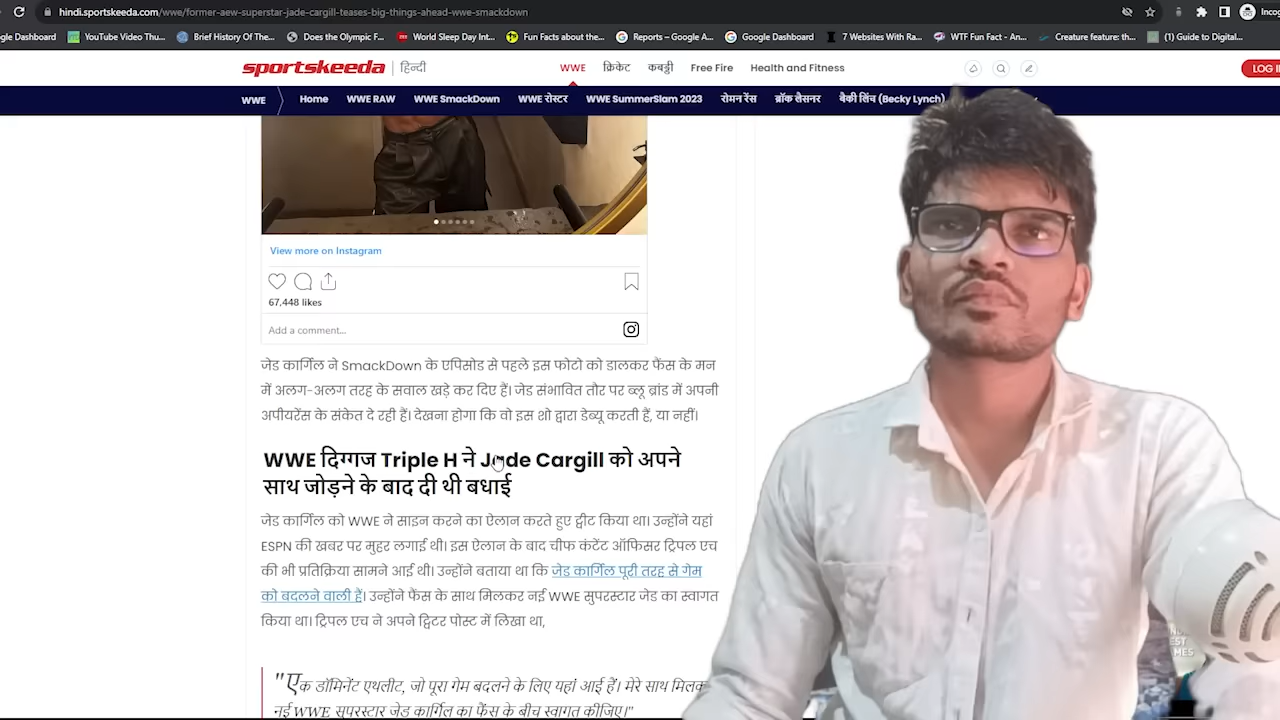 hindi.sportskeeda.com/wwe/former-aew-superstar-jade-cargill-teases-big-things-ahead-wwe-smackdown
gle Dashboard YouTube Video Thu... Brief History Of The... Does the Olympic F... World Sleep Day Int... Fun Facts about the... Reports – Google A... Google Dashboard 7 Websites With Ra... WTF Fun Fact - An... Creature feature: th... (1) Guide to Digital...
sportskeeda हिन्दी WWE क्रिकेट कबड्डी Free Fire Health and Fitness LOG I
WWE Home WWE RAW WWE SmackDown WWE रोस्टर WWE SummerSlam 2023 रोमन रेंस ब्रॉक लैसनर बैकी लिंच (Becky Lynch)
View more on Instagram
67,448 likes
Add a comment...
जेड कार्गिल ने SmackDown के एपिसोड से पहले इस फोटो को डालकर फैंस के मन
में अलग-अलग तरह के सवाल खड़े कर दिए हैं। जेड संभावित तौर पर ब्लू ब्रांड में अपनी
अपीयरेंस के संकेत दे रही हैं। देखना होगा कि वो इस शो द्वारा डेब्यू करती हैं, या नहीं।
WWE दिग्गज Triple H ने Jade Cargill को अपने
साथ जोड़ने के बाद दी थी बधाई
जेड कार्गिल को WWE ने साइन करने का ऐलान करते हुए ट्वीट किया था। उन्होंने यहां
ESPN की खबर पर मुहर लगाई थी। इस ऐलान के बाद चीफ कंटेंट ऑफिसर ट्रिपल एच
की भी प्रतिक्रिया सामने आई थी। उन्होंने बताया था कि जेड कार्गिल पूरी तरह से गेम
को बदलने वाली हैं। उन्होंने फैंस के साथ मिलकर नई WWE सुपरस्टार जेड का स्वागत
किया था। ट्रिपल एच ने अपने ट्विटर पोस्ट में लिखा था,
"एक डॉमिनेंट एथलीट, जो पूरा गेम बदलने के लिए यहां आई हैं। मेरे साथ मिलक
नई WWE सुपरस्टार जेड कार्गिल का फैंस के बीच स्वागत कीजिए।"
EST
MES